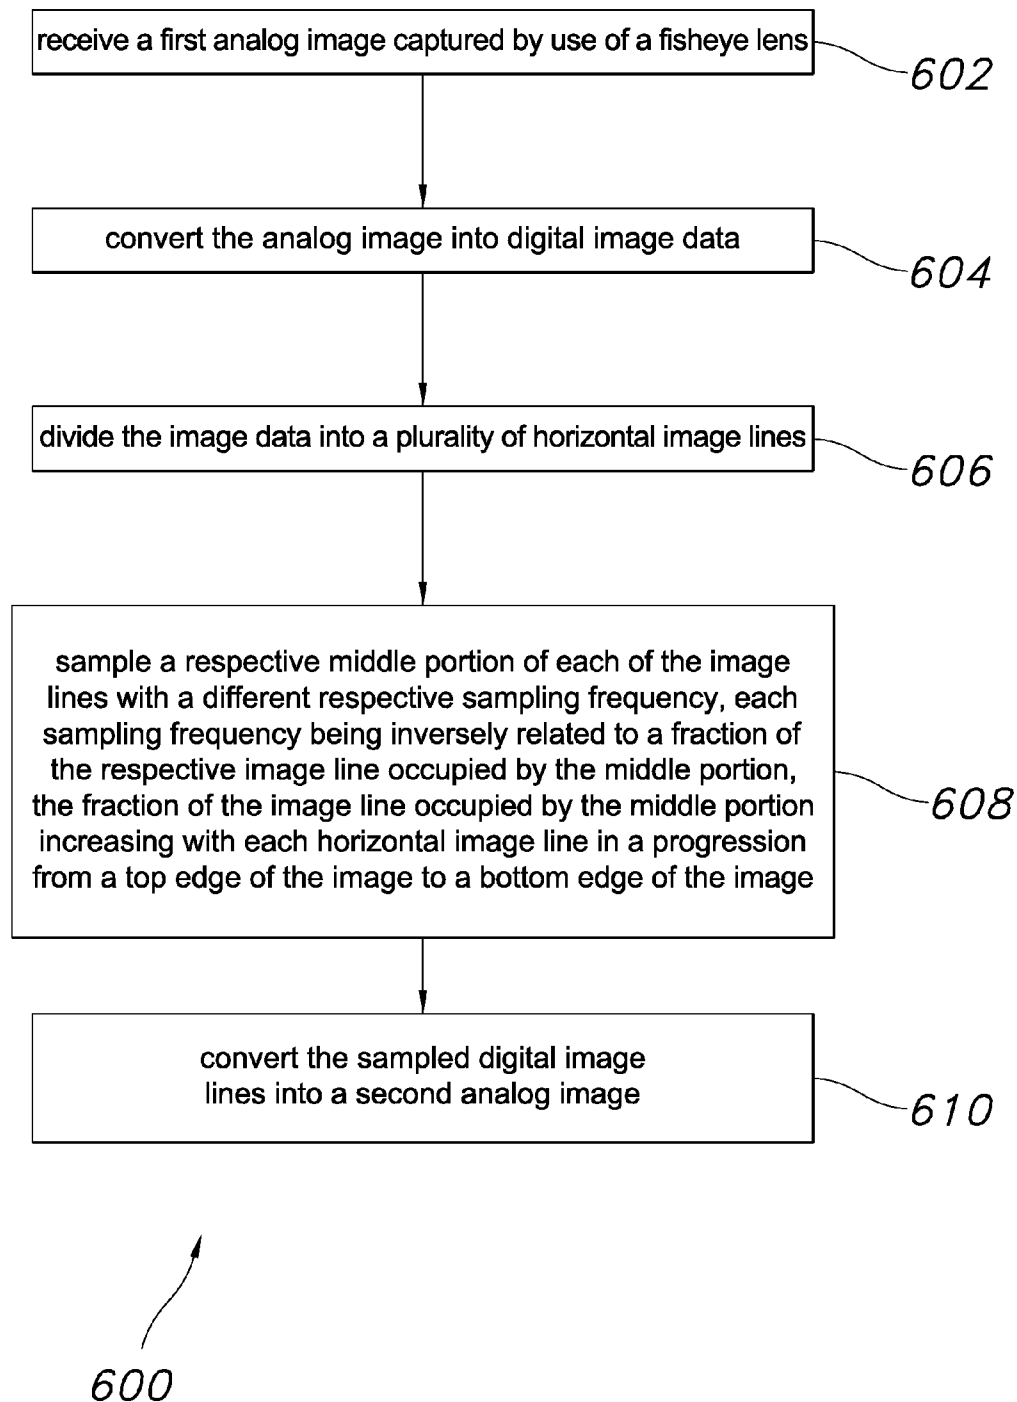 receive a first analog image captured by use of a fisheye lens
602
convert the analog image into digital image data
604
divide the image data into a plurality of horizontal image lines
606
sample a respective middle portion of each of the image
lines with a different respective sampling frequency, each
sampling frequency being inversely related to a fraction of
the respective image line occupied by the middle portion,
the fraction of the image line occupied by the middle portion
increasing with each horizontal image line in a progression
from a top edge of the image to a bottom edge of the image
608
convert the sampled digital image
lines into a second analog image
610
600